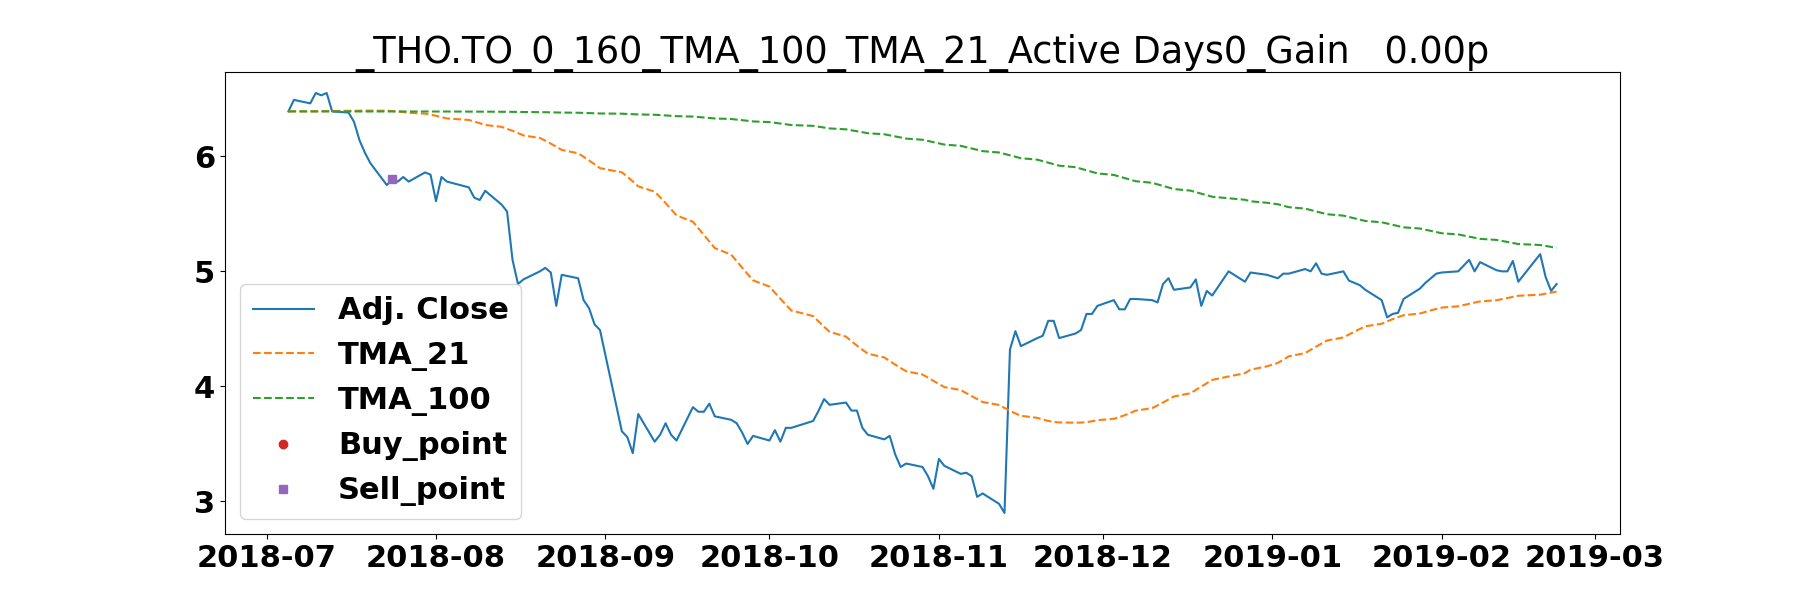 _THO.TO_0_160_TMA_100_TMA_21_Active Days0_Gain   0.00p
6
5
4
3
Adj. Close
TMA_21
TMA_100
Buy_point
Sell_point
2018-07 2018-08 2018-09 2018-10 2018-11 2018-12 2019-01 2019-02 2019-03